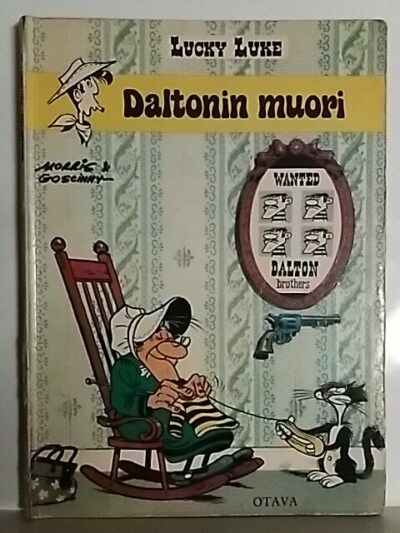 LUCKY LUKE
Daltonin muori
MORRIS &
GOSCINNY
WANTED
DALTON
brothers
OTAVA